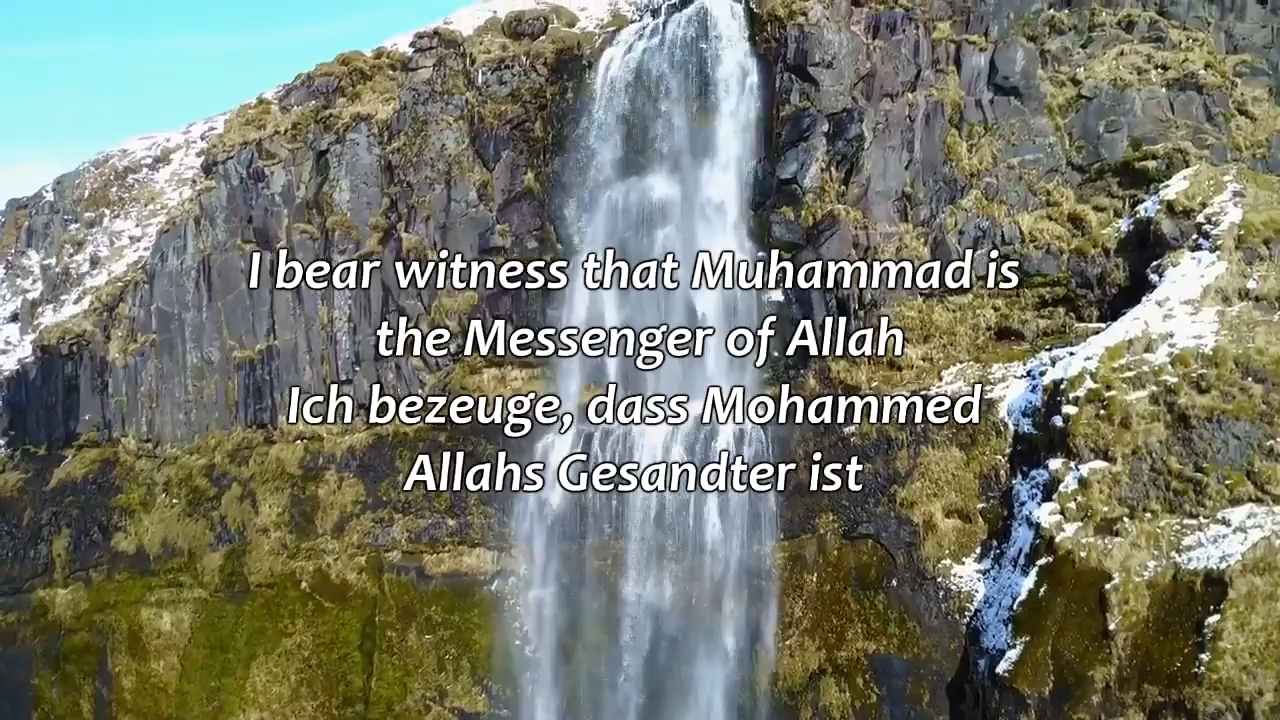 I bear witness that Muhammad is
the Messenger of Allah
Ich bezeuge, dass Mohammed
Allahs Gesandter ist